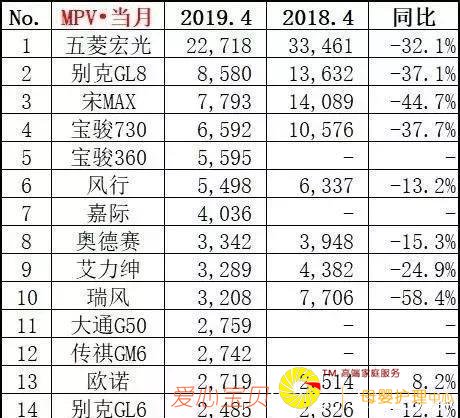 No. MPV•当月 2019.4 2018.4 同比
1 五菱宏光 22,718 33,461 -32.1%
2 别克GL8 8,580 13,632 -37.1%
3 宋MAX 7,793 14,089 -44.7%
4 宝骏730 6,592 10,576 -37.7%
5 宝骏360 5,595 - -
6 风行 5,498 6,337 -13.2%
7 嘉际 4,036 - -
8 奥德赛 3,342 3,948 -15.3%
9 艾力绅 3,289 4,382 -24.9%
10 瑞风 3,208 7,706 -58.4%
11 大通G50 2,759 - -
12 传祺GM6 2,742 - -
TM 高端家庭服务
13 欧诺 2,719 2,514 8.2%
爱心宝贝 母婴护理中心
14 别克GL6 2,485 2,326